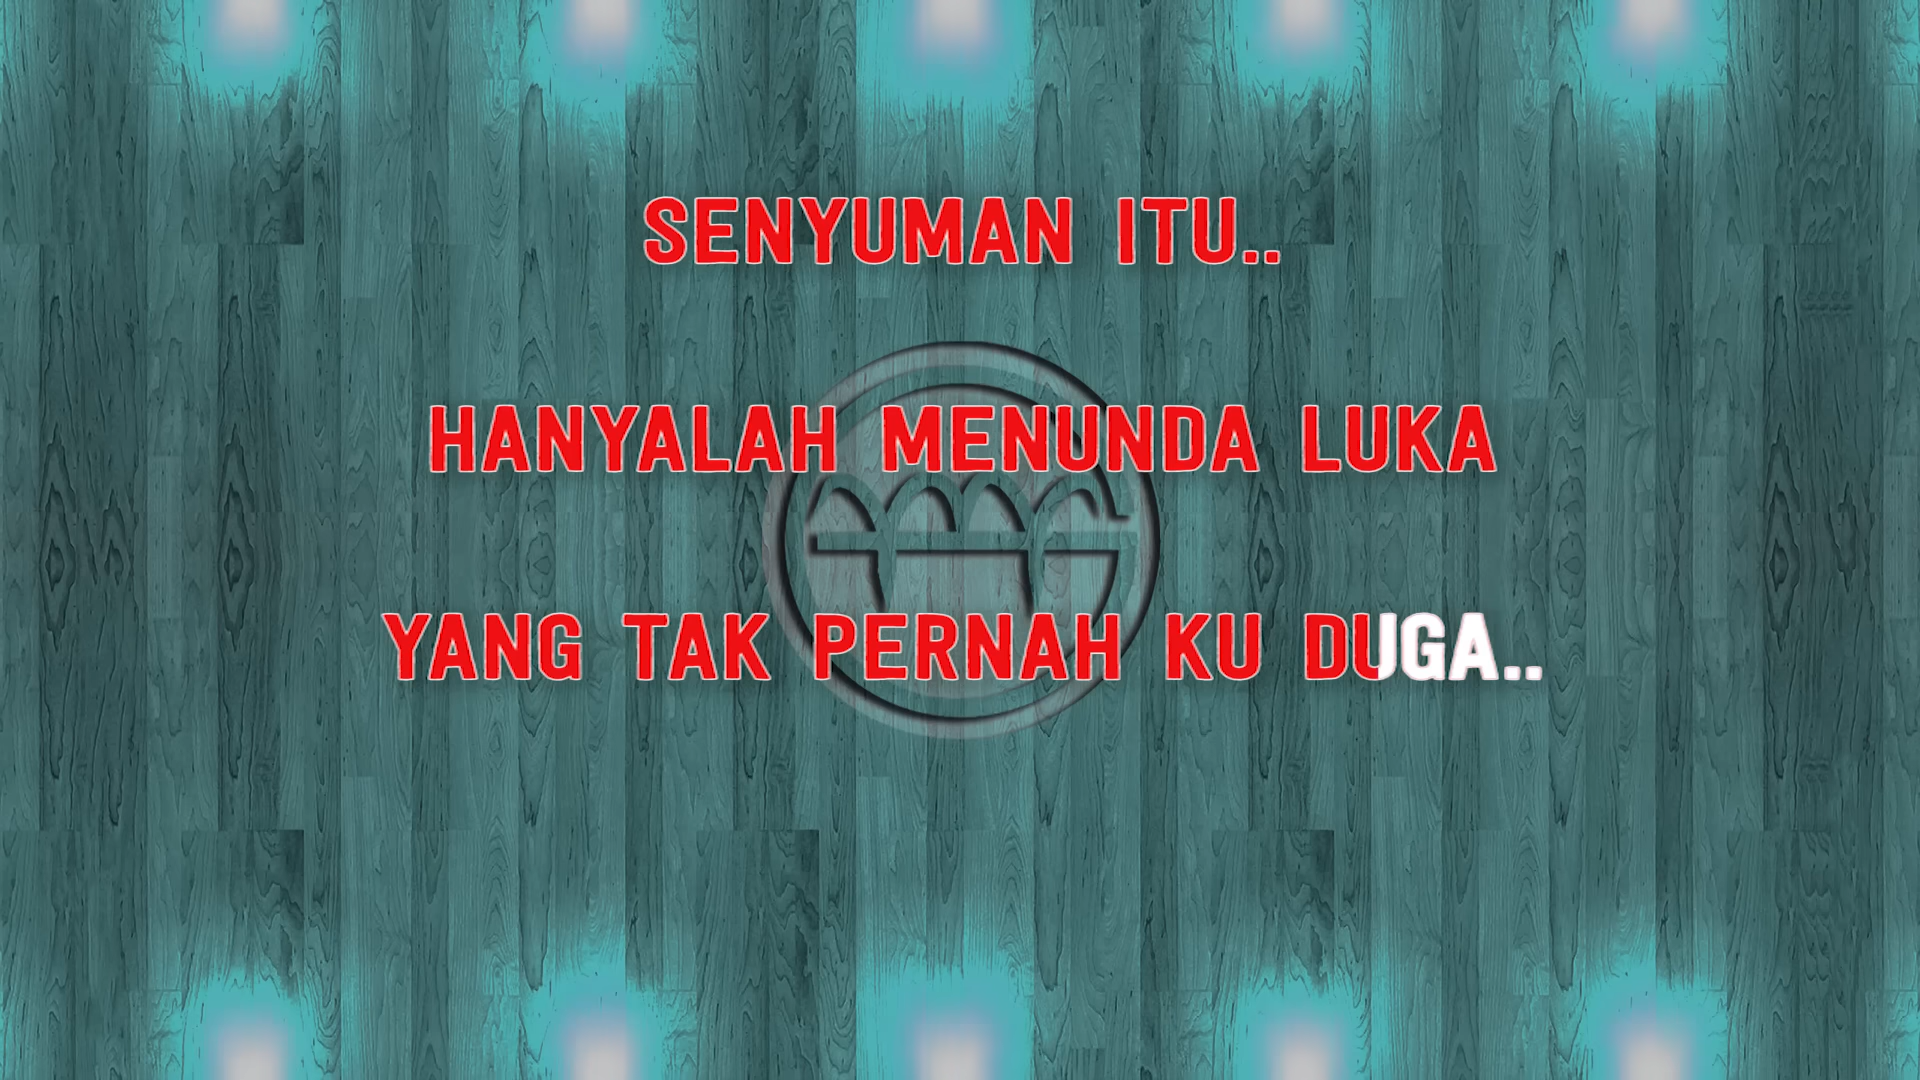 SENYUMAN ITU..
HANYALAH MENUNDA LUKA
YANG TAK PERNAH KU DUGA..